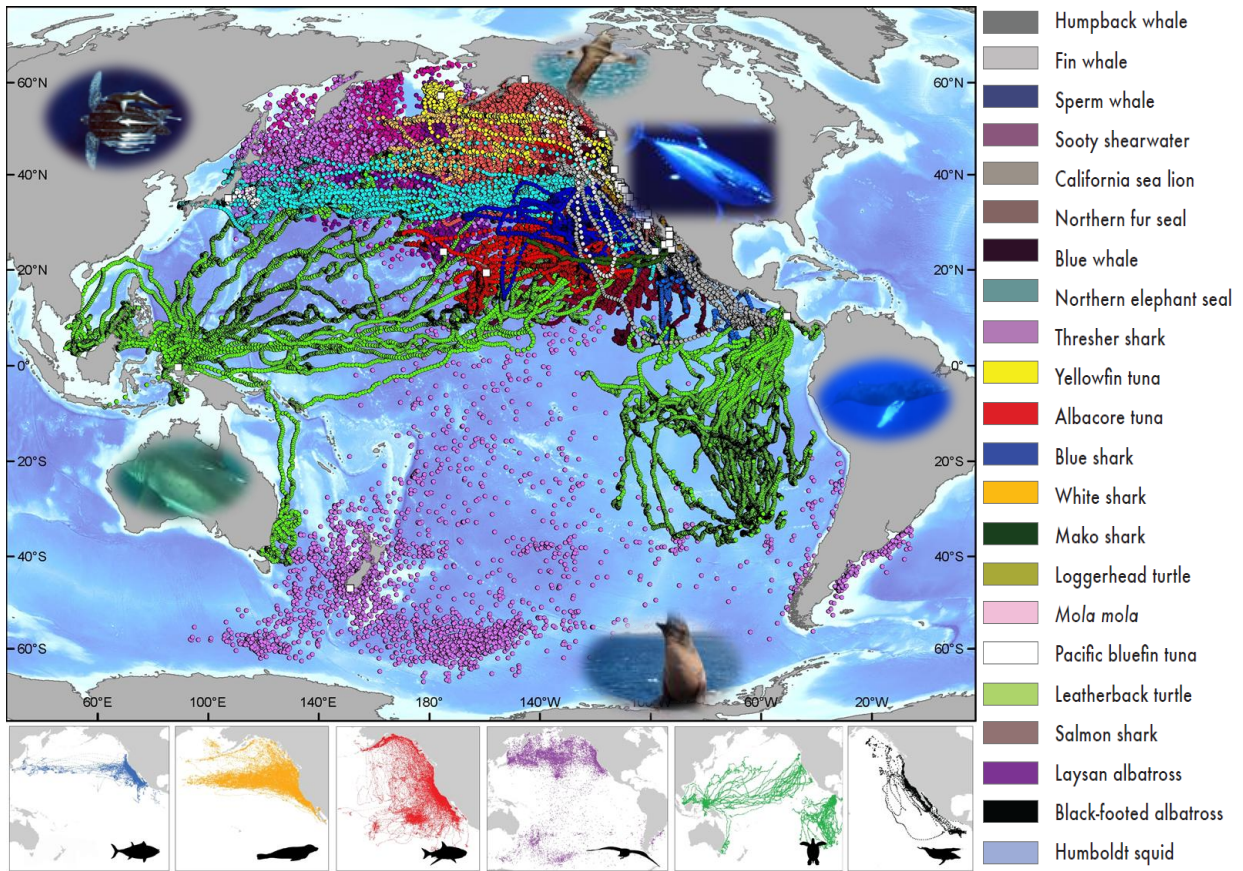 60°N 60°N
40°N 40°N
20°N 20°N
0° 0°
20°S 20°S
40°S 40°S
60°S 60°S
60°E 100°E 140°E 180° 140°W 100°W 60°W 20°W
Humpback whale
Fin whale
Sperm whale
Sooty shearwater
California sea lion
Northern fur seal
Blue whale
Northern elephant seal
Thresher shark
Yellowfin tuna
Albacore tuna
Blue shark
White shark
Mako shark
Loggerhead turtle
Mola mola
Pacific bluefin tuna
Leatherback turtle
Salmon shark
Laysan albatross
Black-footed albatross
Humboldt squid